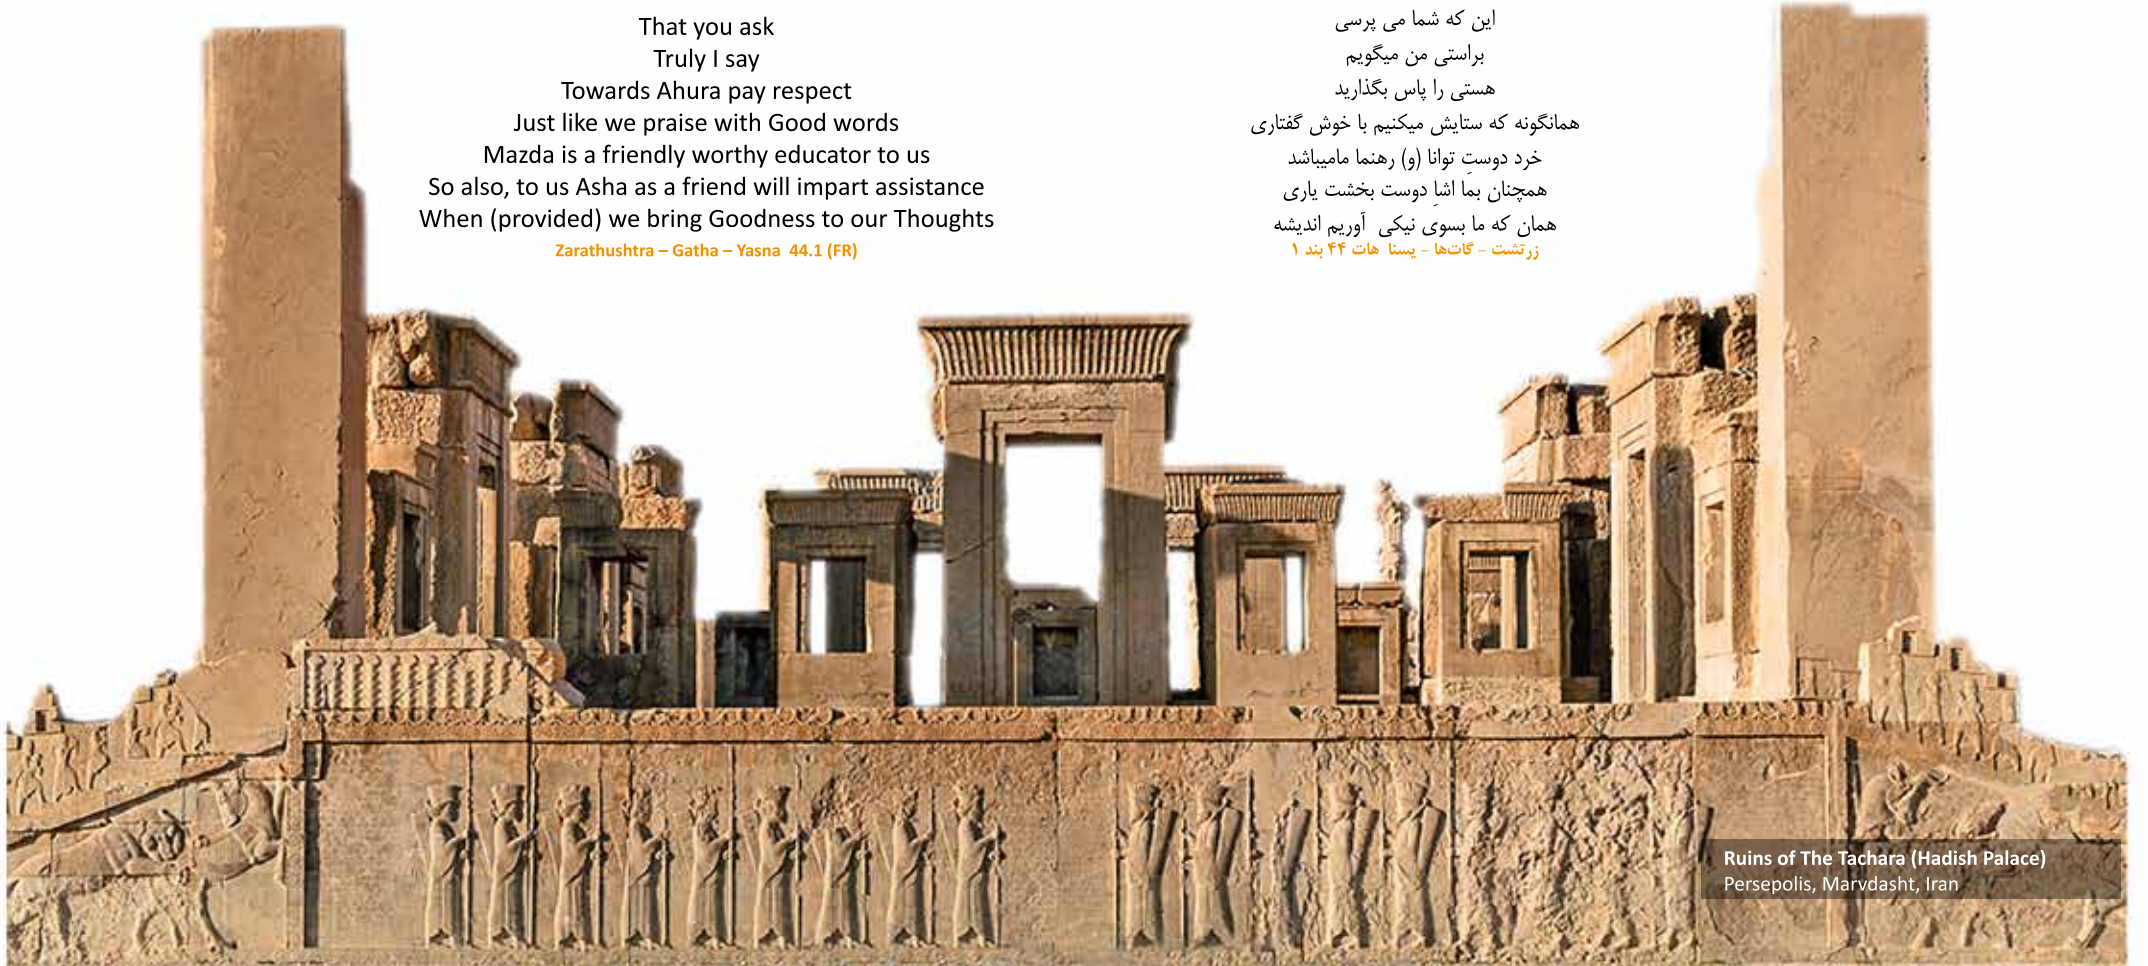 That you ask
Truly I say
Towards Ahura pay respect
Just like we praise with Good words
Mazda is a friendly worthy educator to us
So also, to us Asha as a friend will impart assistance
When (provided) we bring Goodness to our Thoughts
Zarathushtra – Gatha – Yasna 44.1 (FR)
این که شما می پرسی
براستی من میگویم
هستی را پاس بگذارید
همانگونه که ستایش میکنیم با خوش گفتاری
خرد دوستِ توانا (و) رهنما مامیباشد
همچنان بما اشاِ دوست بخشت یاری
همان که ما بسوی نیکی آوریم اندیشه
زرتشت – گات‌ها – یسنا هات ۴۴ بند ۱
Ruins of The Tachara (Hadish Palace)
Persepolis, Marvdasht, Iran